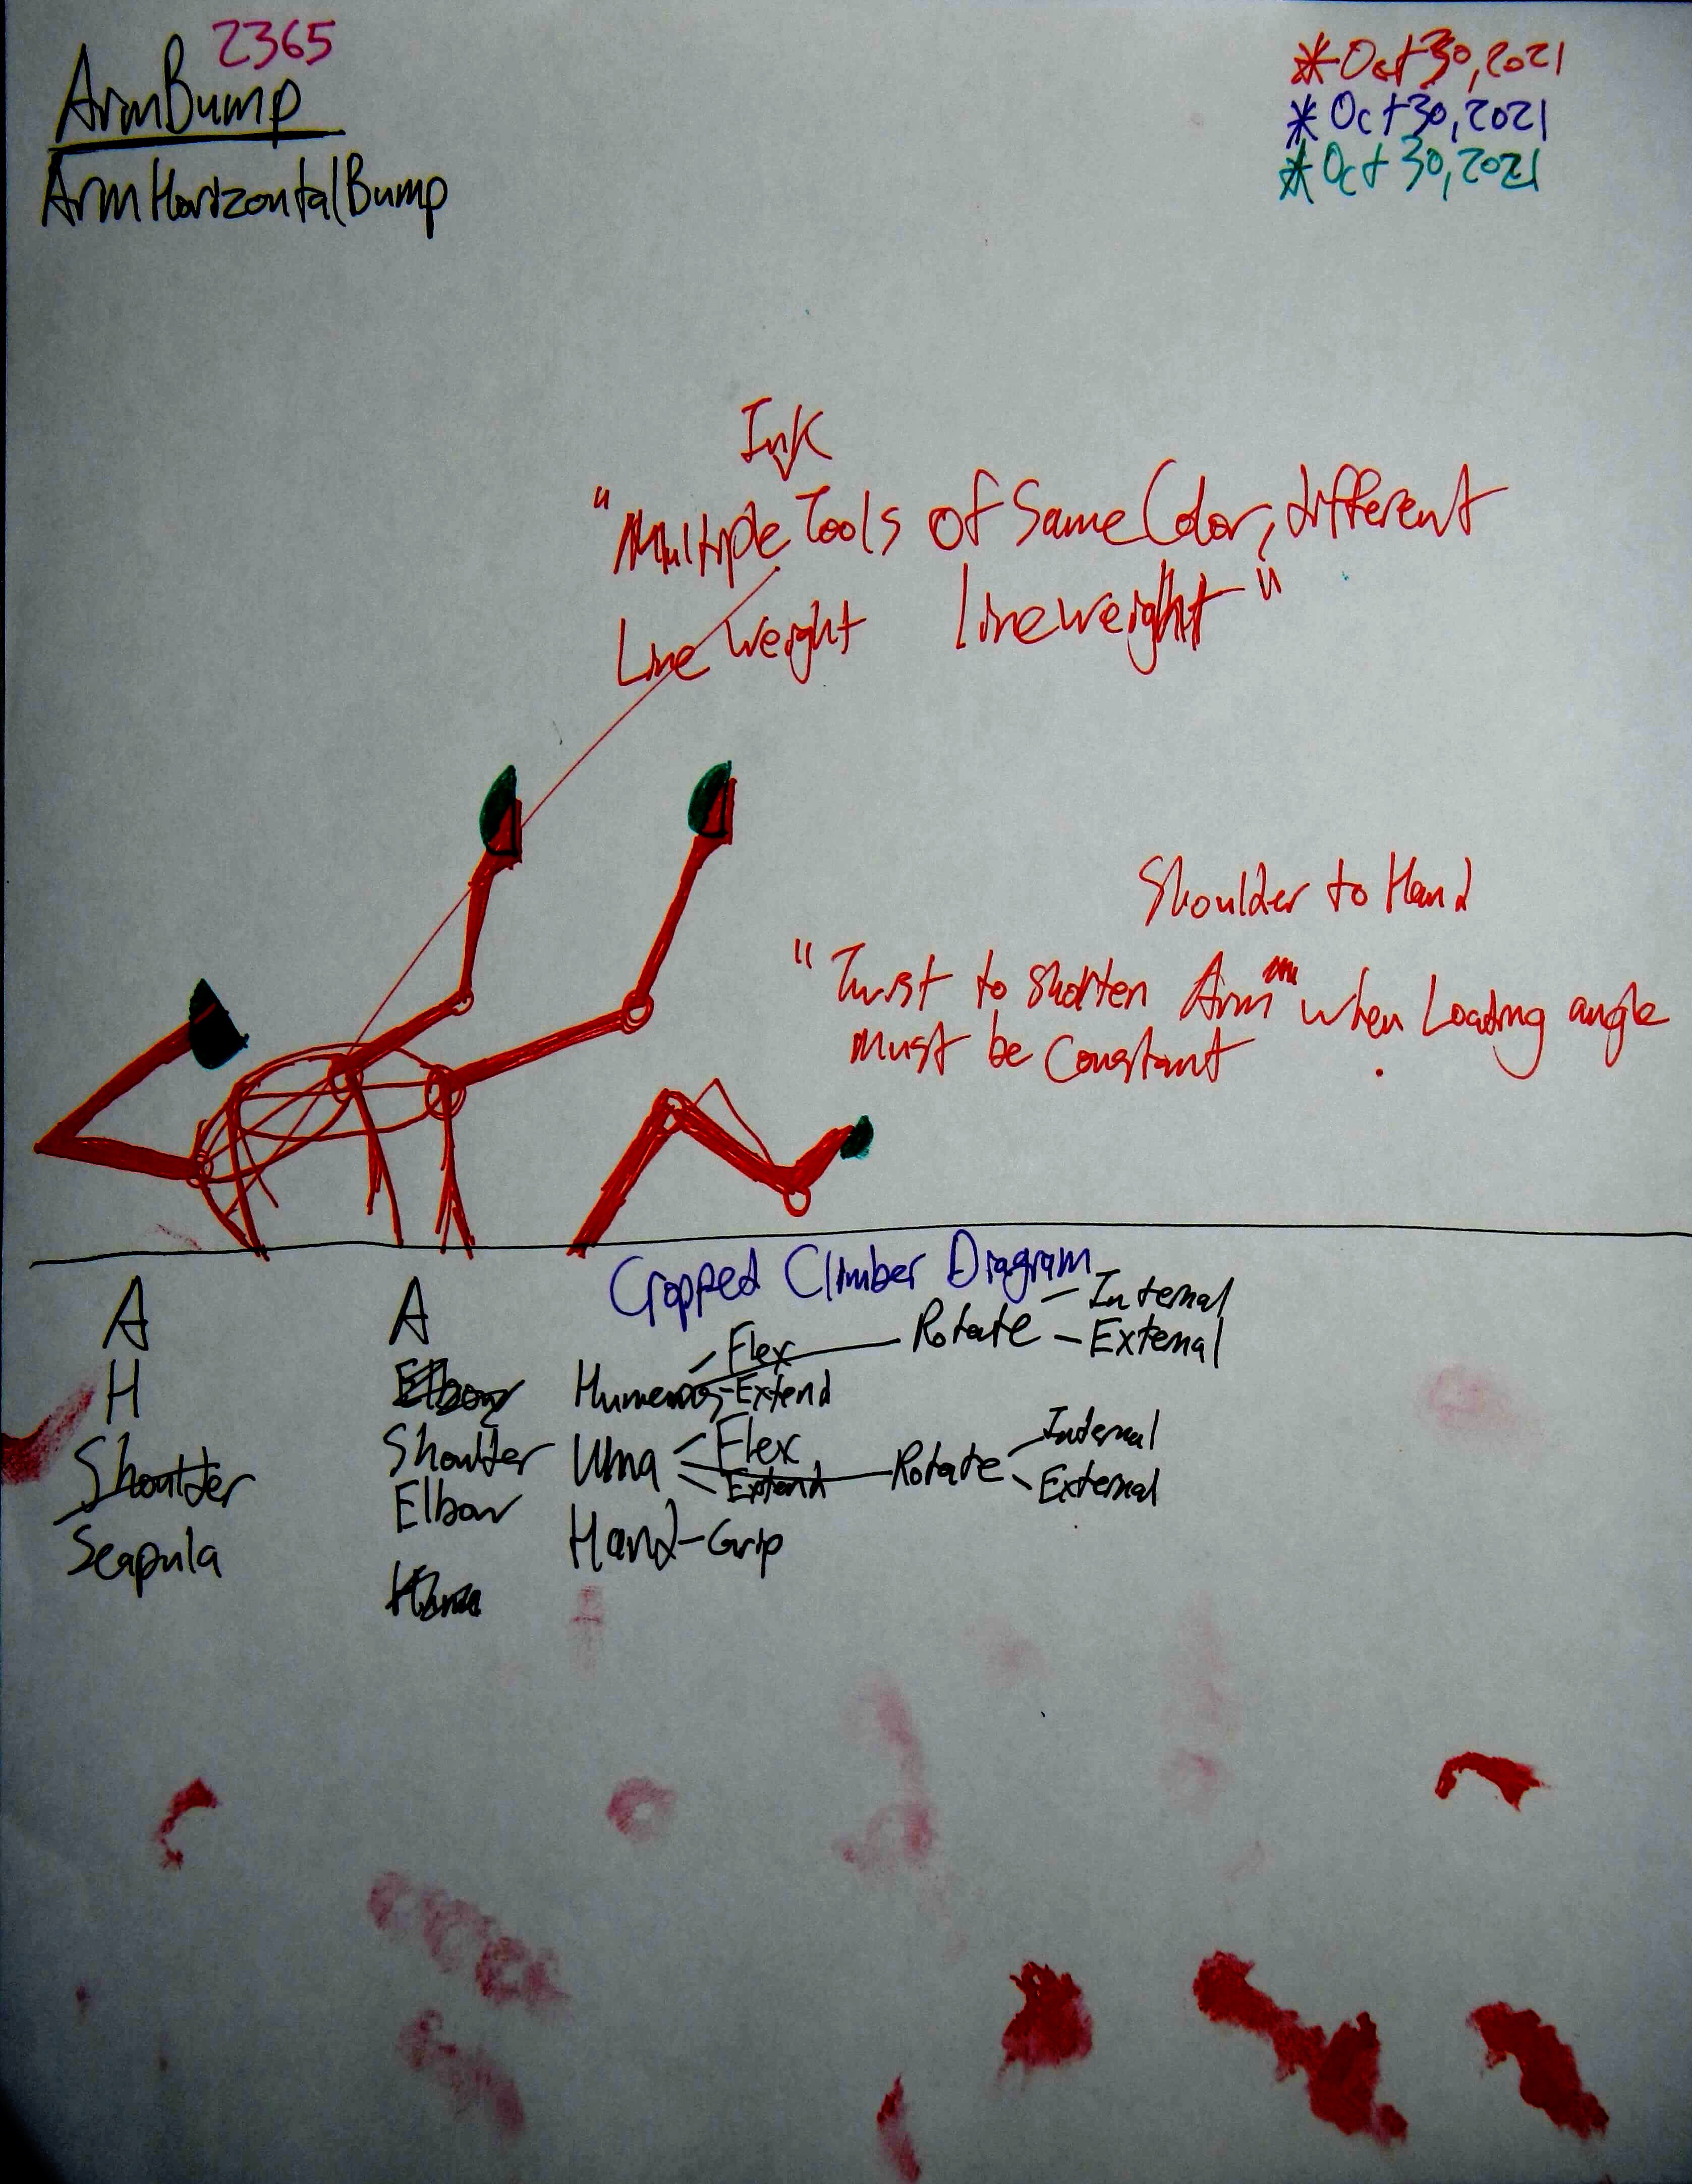 2365
ArmBump
ArmHorizontalBump
*Oct 30, 2021
*Oct 30, 2021
*Oct 30, 2021
Ink
"Multiple Tools of Same Color, different
Line Weight lineweight"
Shoulder to Hand
"Twist to Shorten Arm" when Loading angle
must be Constant
Cropped Climber Diagram
A
H
Shoulder
Scapula
A
Elbow
Shoulder
Elbow
Humerus
Flex
Extend
Rotate
Internal
External
Ulna
Flex
Extend
Rotate
Internal
External
Hand-Grip